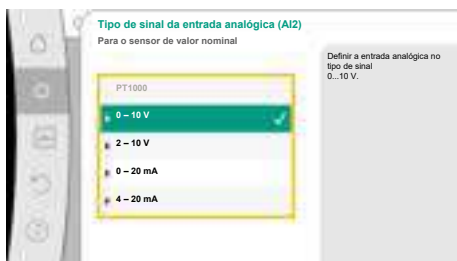 Tipo de sinal da entrada analógica (AI2)
Para o sensor de valor nominal
Definir a entrada analógica no
tipo de sinal
0...10 V.
PT1000
0 – 10 V
2 – 10 V
0 – 20 mA
4 – 20 mA